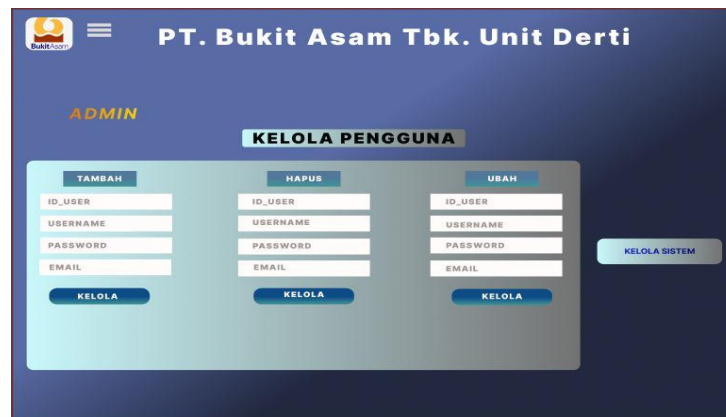 BukitAsam
PT. Bukit Asam Tbk. Unit Derti
ADMIN
KELOLA PENGGUNA
TAMBAH
ID_USER
USERNAME
PASSWORD
EMAIL
KELOLA
HAPUS
ID_USER
USERNAME
PASSWORD
EMAIL
KELOLA
UBAH
ID_USER
USERNAME
PASSWORD
EMAIL
KELOLA
KELOLA SISTEM